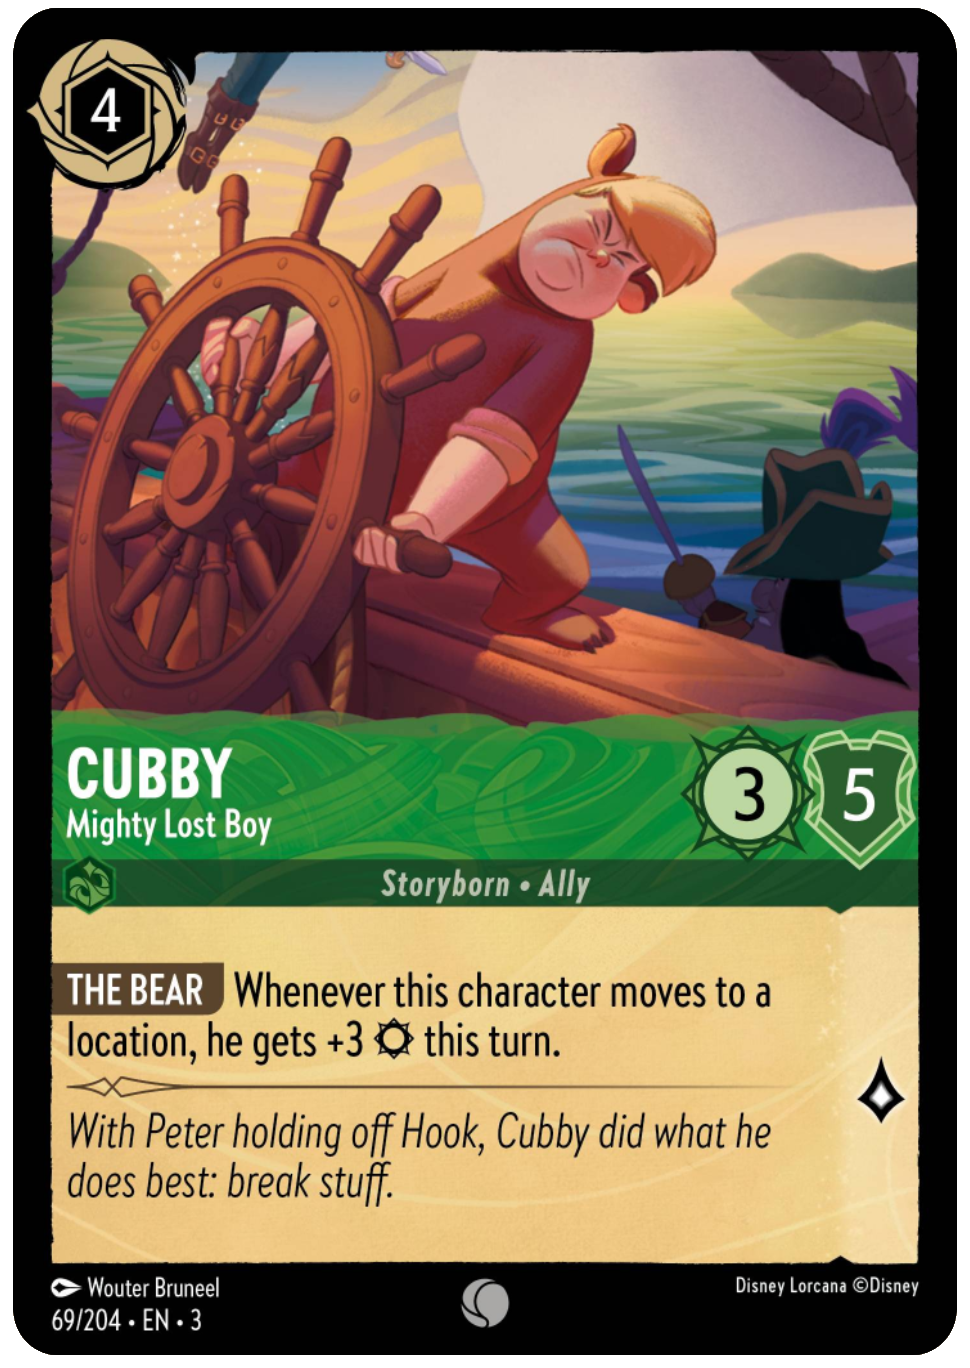 4
CUBBY
Mighty Lost Boy
3
5
Storyborn • Ally
THE BEAR Whenever this character moves to a
location, he gets +3 this turn.
With Peter holding off Hook, Cubby did what he
does best: break stuff.
Wouter Bruneel
Disney Lorcana ©Disney
69/204 • EN • 3